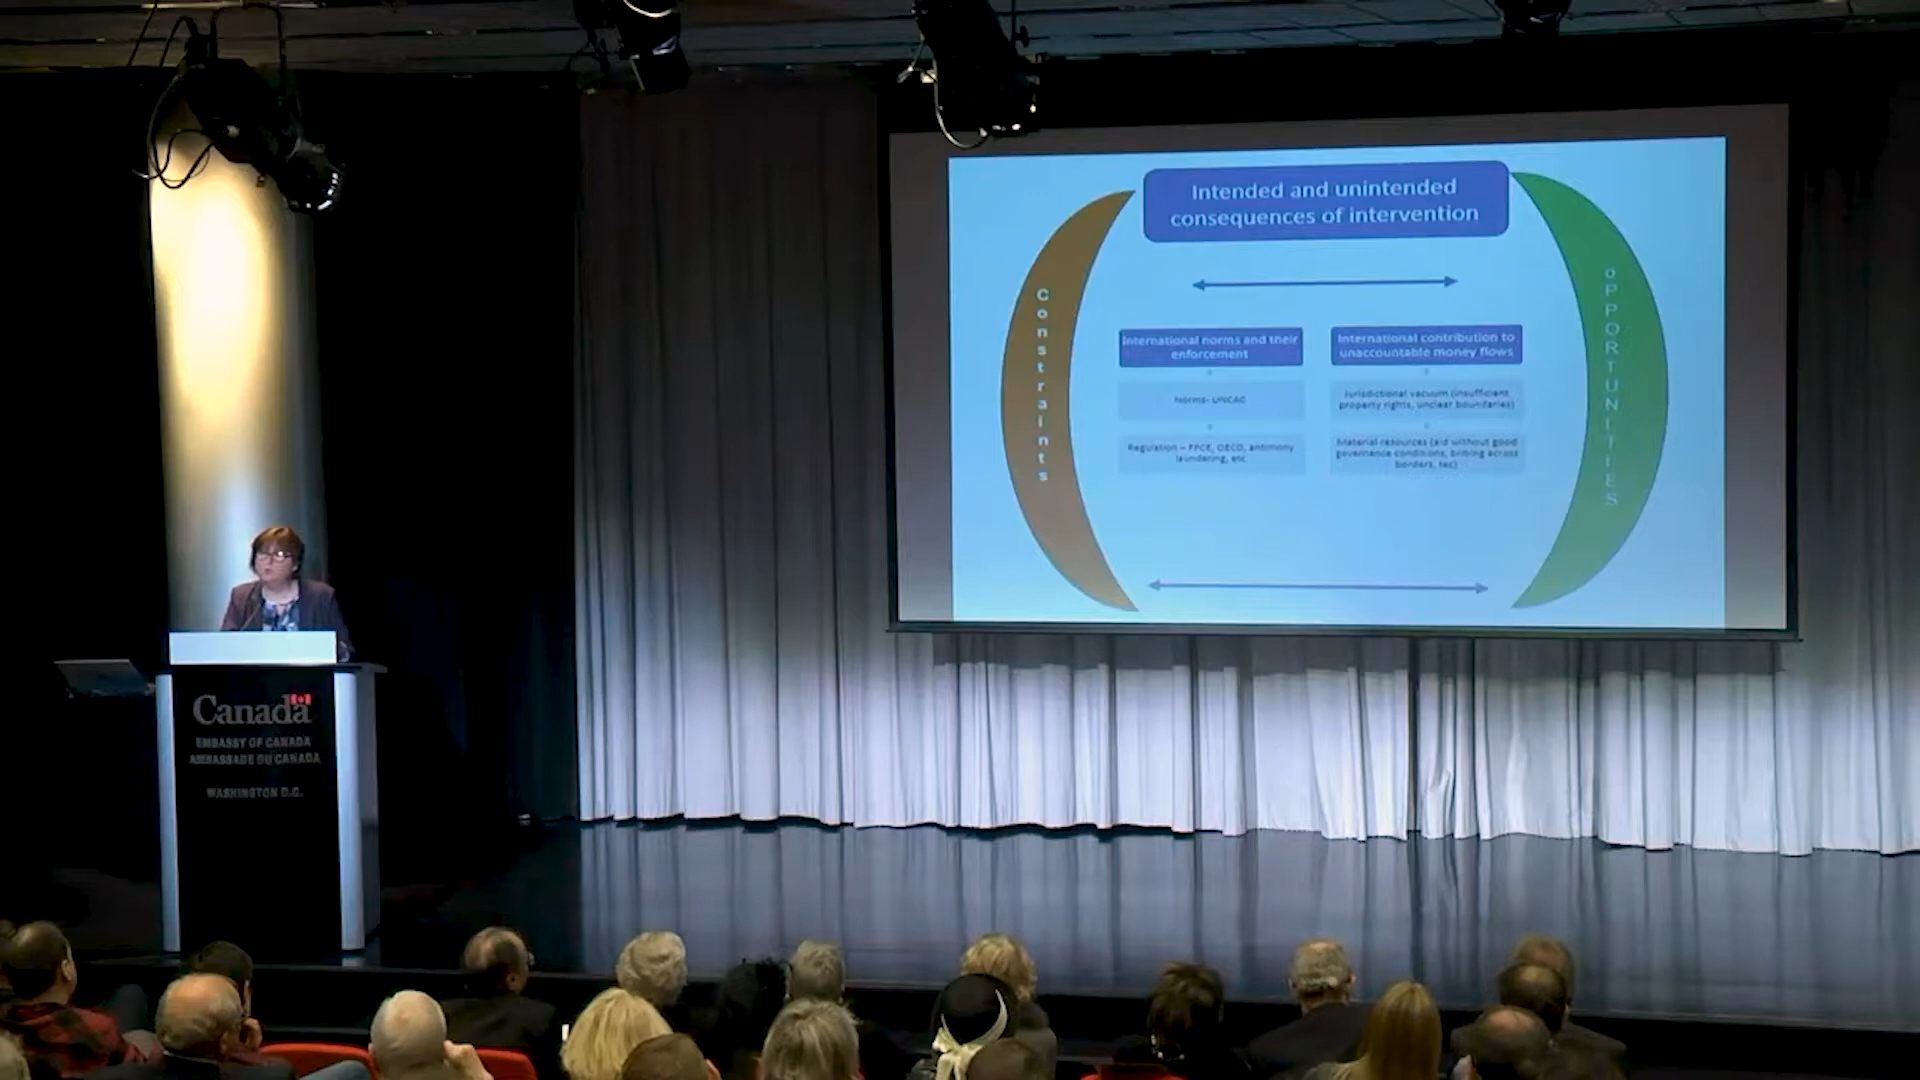 Intended and unintended
consequences of intervention
Constraints
oPPORTUNITIES
International norms and their
enforcement
International contribution to
unaccountable money flows
Norms- UNCAC
Jurisdictional vacuum (insufficient
property rights, unclear boundaries)
Regulation – FPCE, OECD, antimony
laundering, etc
Material resources (aid without good
governance conditions, bribing across
borders, tec)
Canada
EMBASSY OF CANADA
AMBASSADE DU CANADA
WASHINGTON D.C.